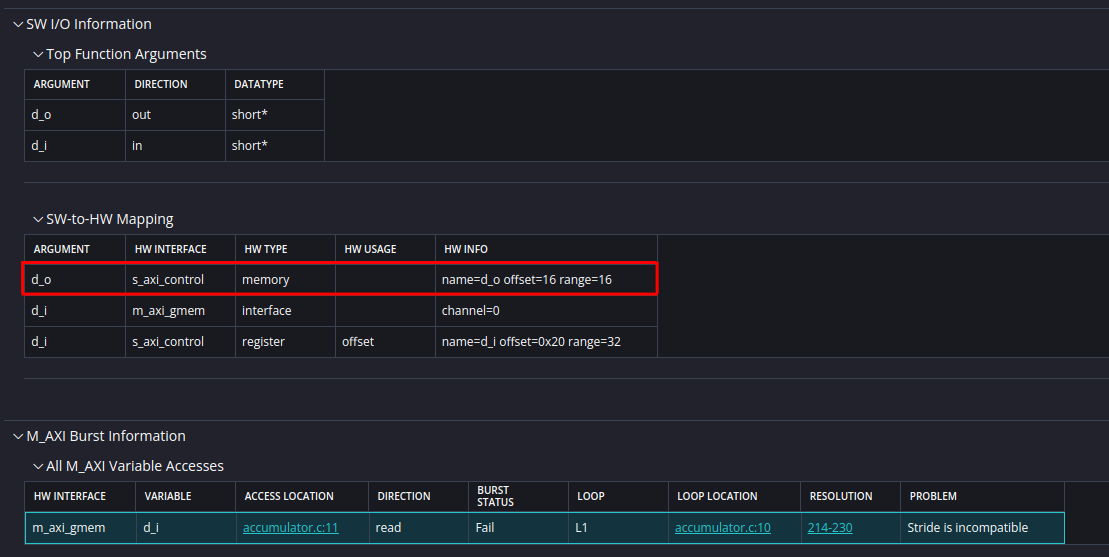 SW I/O Information
Top Function Arguments
ARGUMENT DIRECTION DATATYPE
d_o out short*
d_i in short*
SW-to-HW Mapping
ARGUMENT HW INTERFACE HW TYPE HW USAGE HW INFO
d_o s_axi_control memory name=d_o offset=16 range=16
d_i m_axi_gmem interface channel=0
d_i s_axi_control register offset name=d_i offset=0x20 range=32
M_AXI Burst Information
All M_AXI Variable Accesses
HW INTERFACE VARIABLE ACCESS LOCATION DIRECTION BURST STATUS LOOP LOOP LOCATION RESOLUTION PROBLEM
m_axi_gmem d_i accumulator.c:11 read Fail L1 accumulator.c:10 214-230 Stride is incompatible